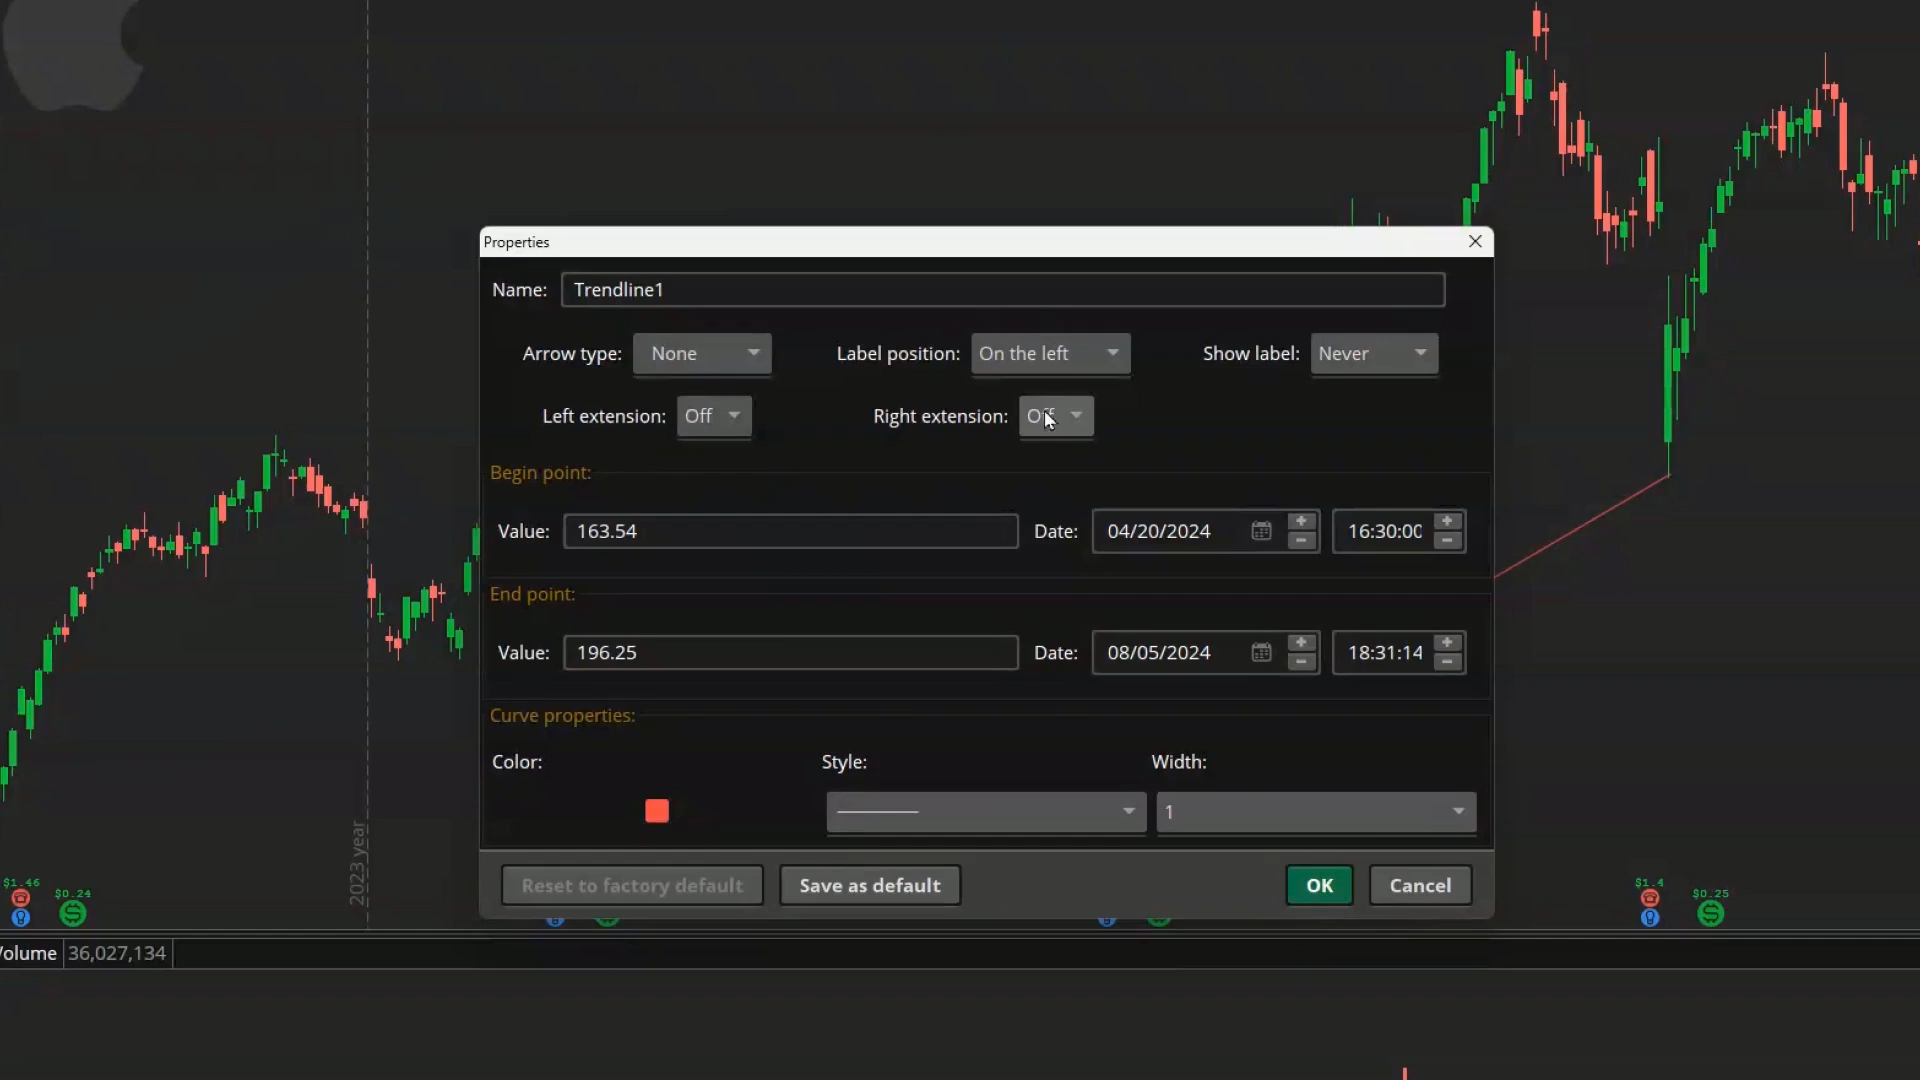 Properties
Name: Trendline1
Arrow type: None Label position: On the left Show label: Never
Left extension: Off Right extension: Off
Begin point:
Value: 163.54 Date: 04/20/2024 16:30:00
End point:
Value: 196.25 Date: 08/05/2024 18:31:14
Curve properties:
Color: Style: Width:
1
Reset to factory default Save as default OK Cancel
2023 year
$1.46 $0.24 $1.4 $0.25
Volume 36,027,134